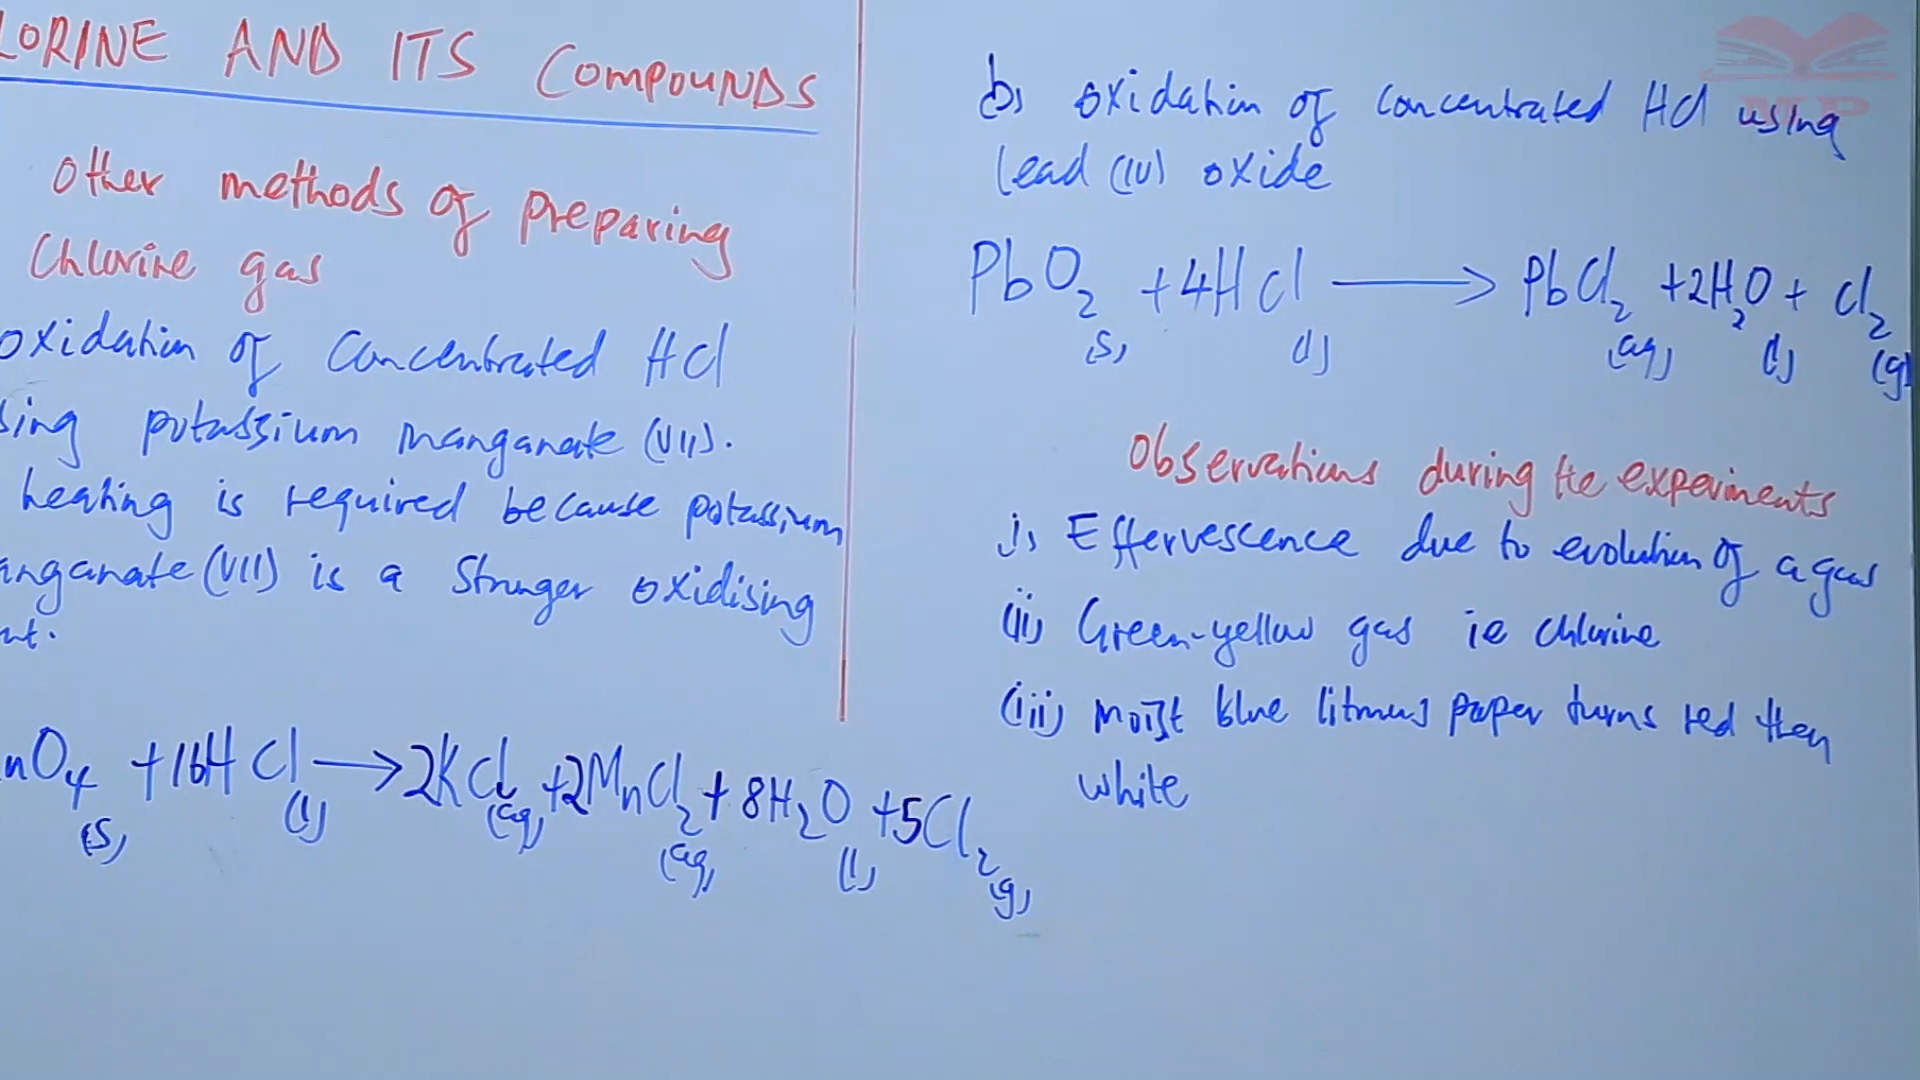 LORINE AND ITS COMPOUNDS
Other methods of preparing
Chlorine gas
oxidation of concentrated HCl
sing potassium manganate (VII).
heating is required because potassium
anganate (VII) is a stronger oxidising
nt.
nO₄(s) + 16HCl(l) → 2KCl(aq) + 2MnCl₂(aq) + 8H₂O(l) + 5Cl₂(g)
b) oxidation of concentrated HCl using
lead (IV) oxide
PbO₂(s) + 4HCl(l) → PbCl₂(aq) + 2H₂O(l) + Cl₂(g)
Observations during the experiments
i) Effervescence due to evolution of a gas
(ii) Green-yellow gas ie chlorine
(iii) moist blue litmus paper turns red then
white
MP